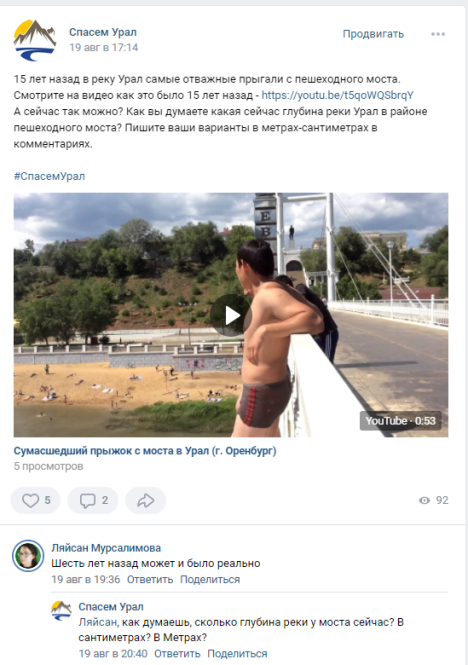 Спасем Урал
19 авг в 17:14
Продвигать
15 лет назад в реку Урал самые отважные прыгали с пешеходного моста.
Смотрите на видео как это было 15 лет назад - https://youtu.be/t5qoWQSbrqY
А сейчас так можно? Как вы думаете какая сейчас глубина реки Урал в районе
пешеходного моста? Пишите ваши варианты в метрах-сантиметрах в
комментариях.
#СпасемУрал
ЕВ
YouTube · 0:53
Сумасшедший прыжок с моста в Урал (г. Оренбург)
5 просмотров
5
2
92
Ляйсан Мурсалимова
Шесть лет назад может и было реально
19 авг в 19:36 Ответить Поделиться
Спасем Урал
Ляйсан, как думаешь, сколько глубина реки у моста сейчас? В
сантиметрах? В Метрах?
19 авг в 20:40 Ответить Поделиться